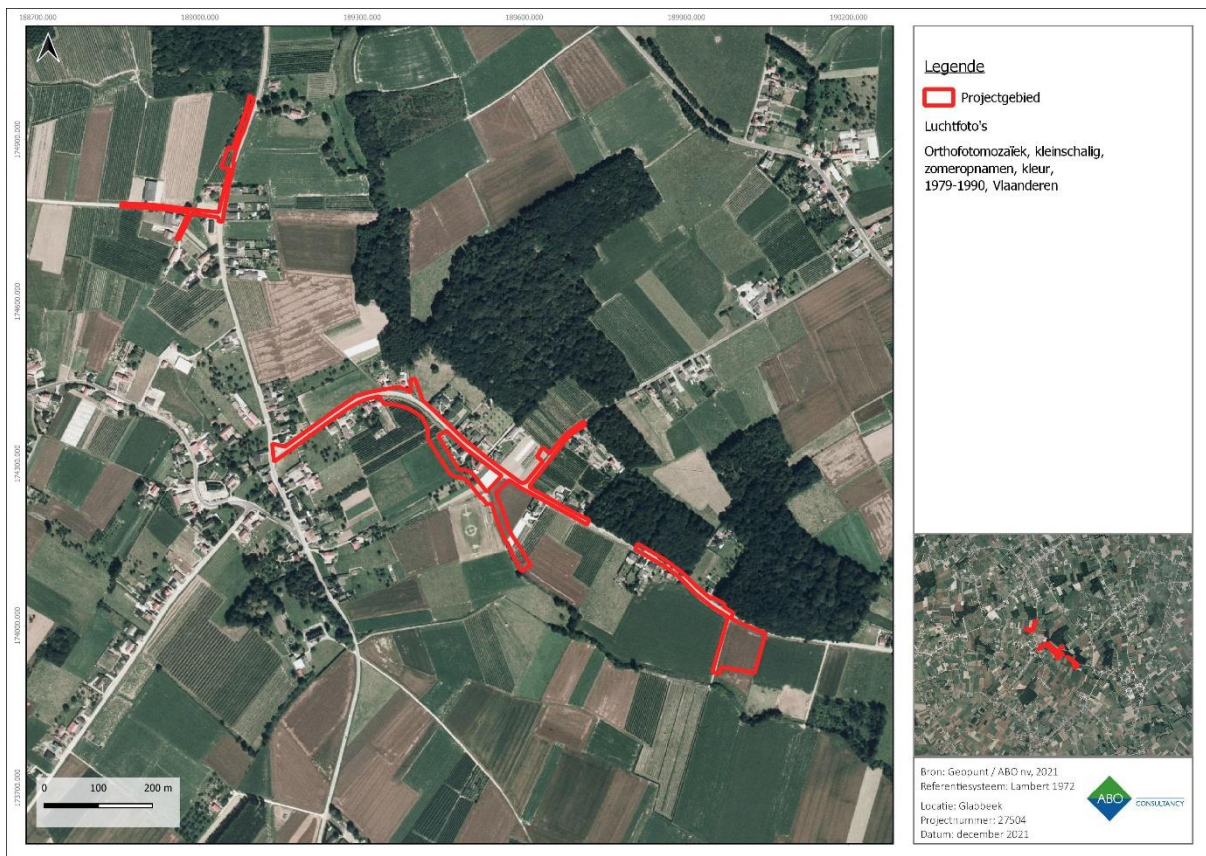 188700.000 189000.000 189300.000 189600.000 189900.000 190200.000
174900.000
174600.000
174300.000
174000.000
173700.000
0 100 200 m
Legende
Projectgebied
Luchtfoto's
Orthofotomozaïek, kleinschalig,
zomeropnamen, kleur,
1979-1990, Vlaanderen
Bron: Geopunt / ABO nv, 2021
Referentiesysteem: Lambert 1972
Locatie: Glabbeek
Projectnummer: 27504
Datum: december 2021
ABO CONSULTANCY